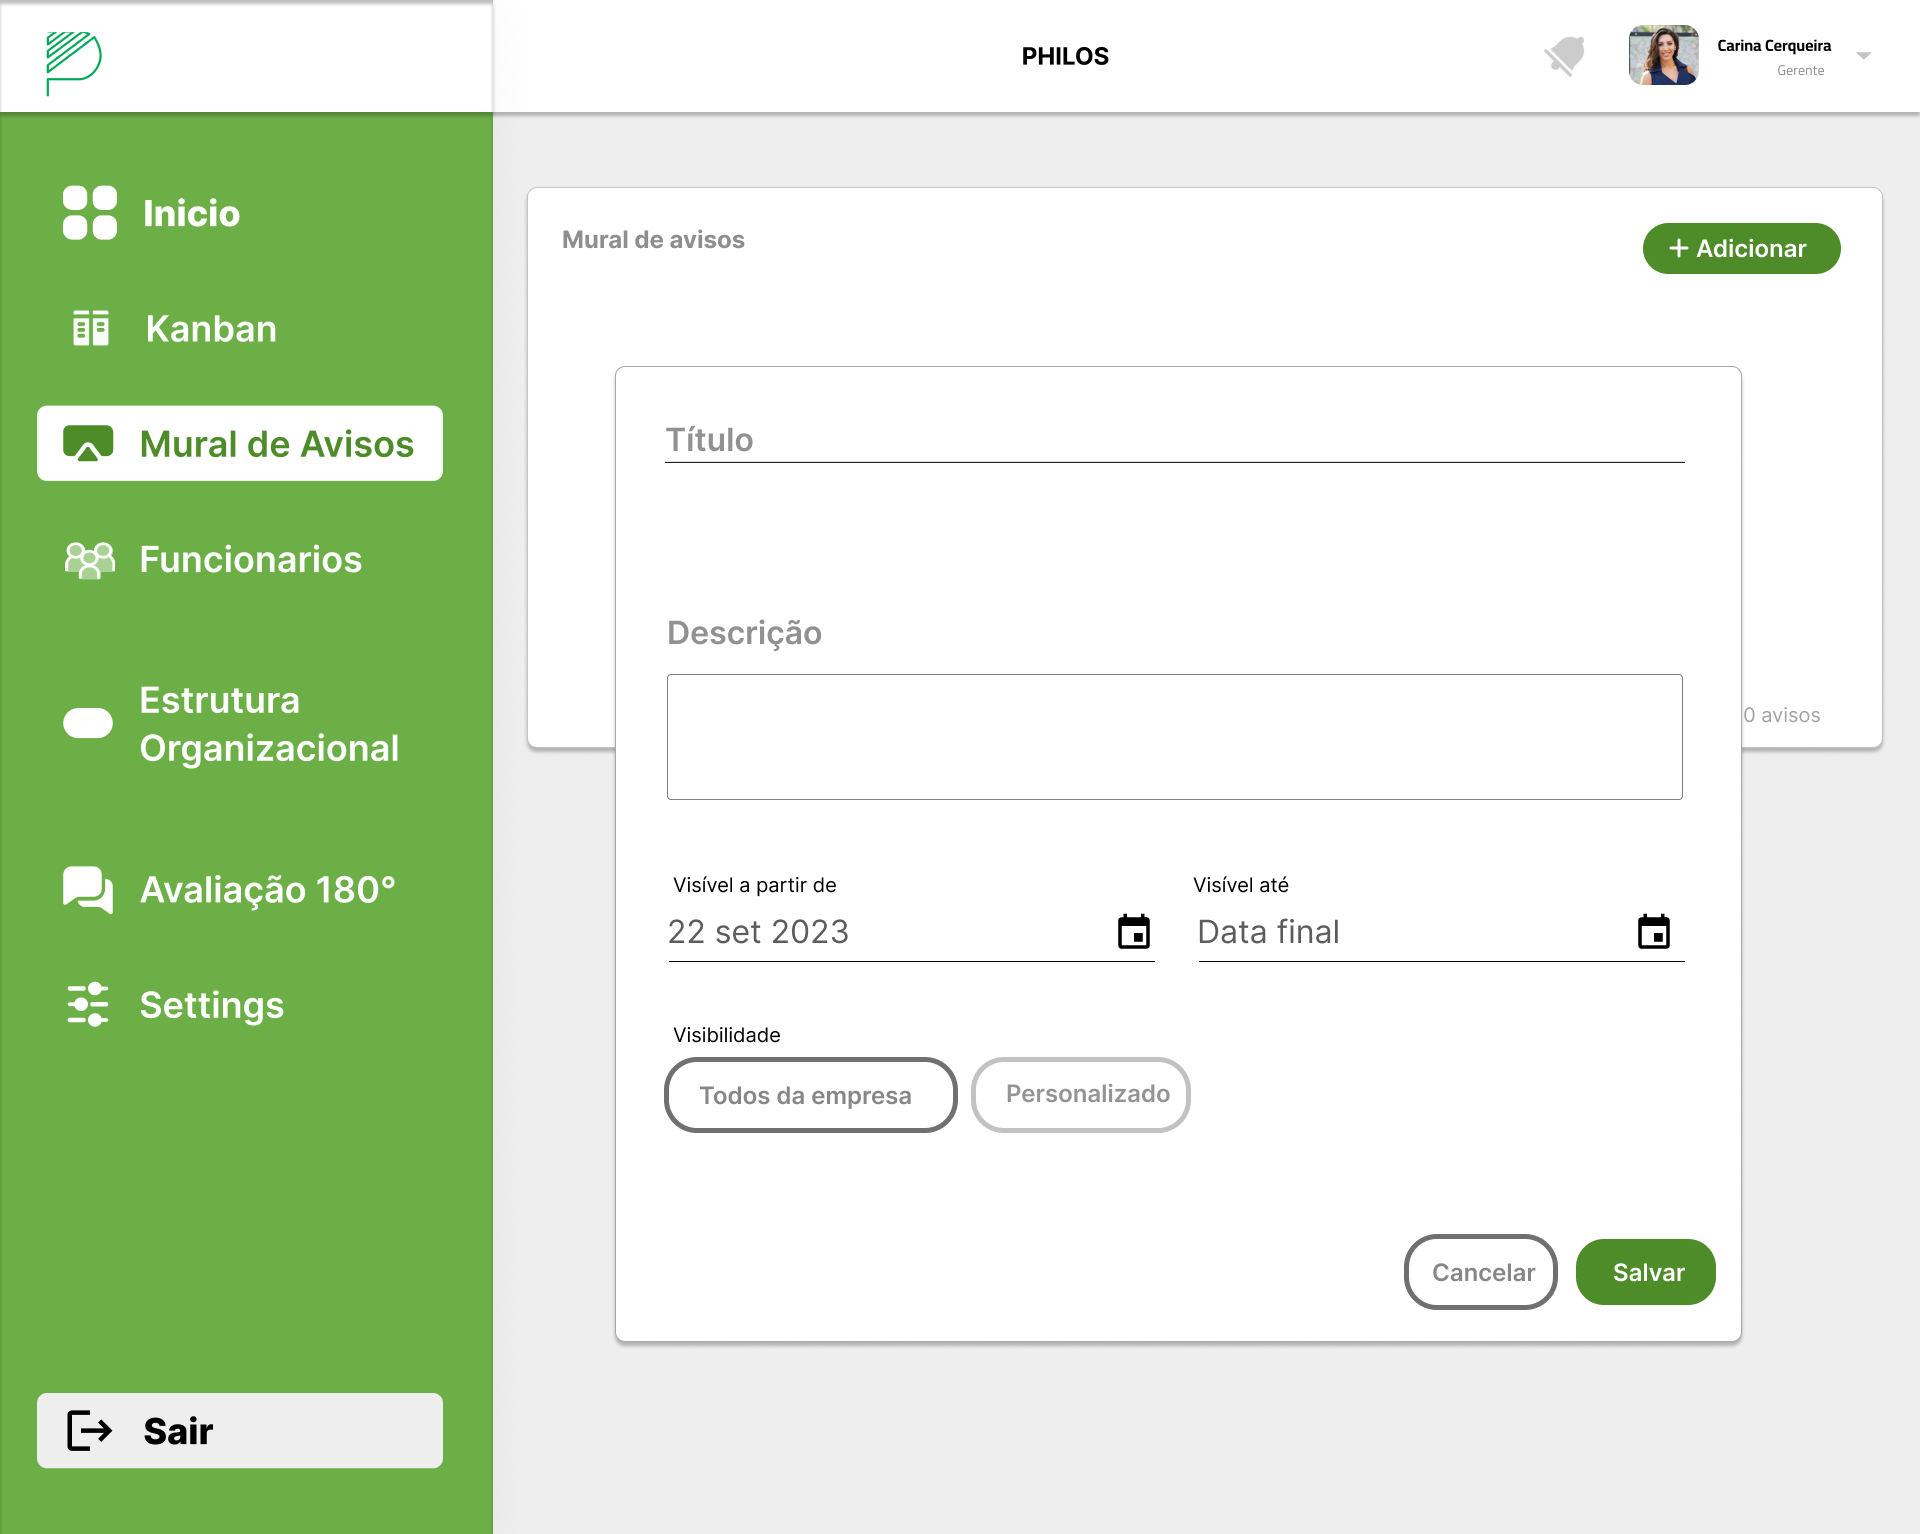 PHILOS
Carina Cerqueira
Gerente
Inicio
Kanban
Mural de Avisos
Funcionarios
Estrutura
Organizacional
Avaliação 180°
Settings
Sair
Mural de avisos
+ Adicionar
Título
Descrição
0 avisos
Visível a partir de
22 set 2023
Visível até
Data final
Visibilidade
Todos da empresa
Personalizado
Cancelar
Salvar